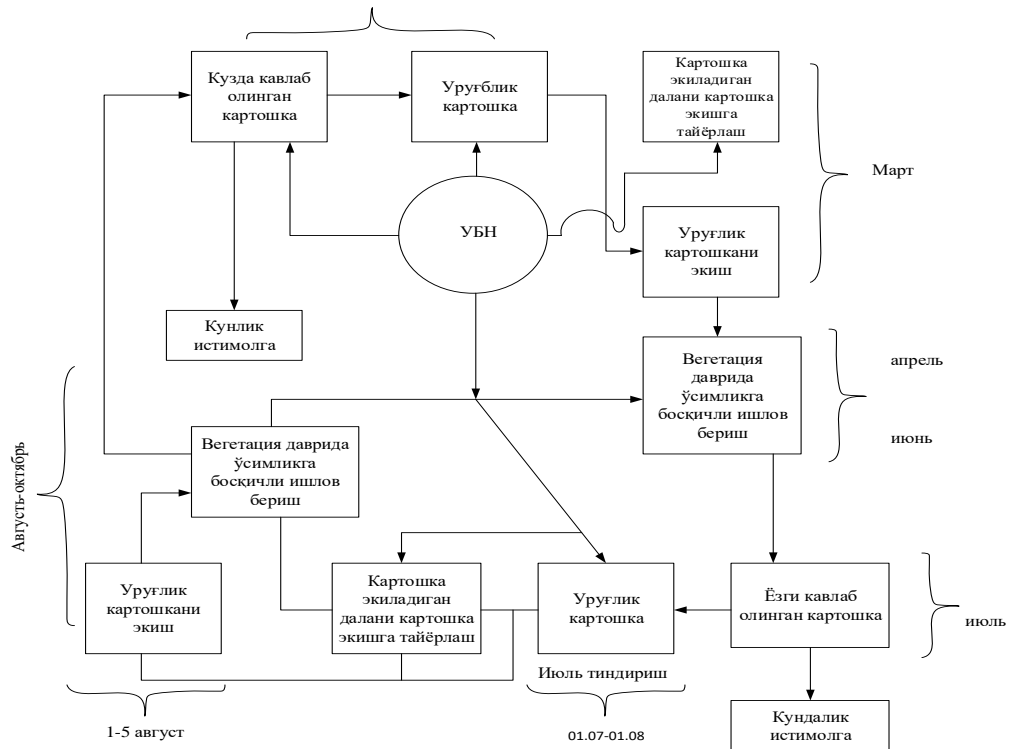 Кузда кавлаб
олинган
картошка
Уруғблик
картошка
Картошка
экиладиган
далани картошка
экишга
тайёрлаш
Март
УБН
Уруғлик
картошкани
экиш
Кунлик
истимолга
Вегетация
даврида
ўсимликга
босқичли ишлов
бериш
апрель
июнь
Августь-октябрь
Вегетация даврида
ўсимликга
босқичли ишлов
бериш
Уруғлик
картошкани
экиш
Картошка
экиладиган
далани картошка
экишга тайёрлаш
Уруғлик
картошка
Ёзги кавлаб
олинган картошка
июль
Июль тиндириш
1-5 август
01.07-01.08
Кундалик
истимолга